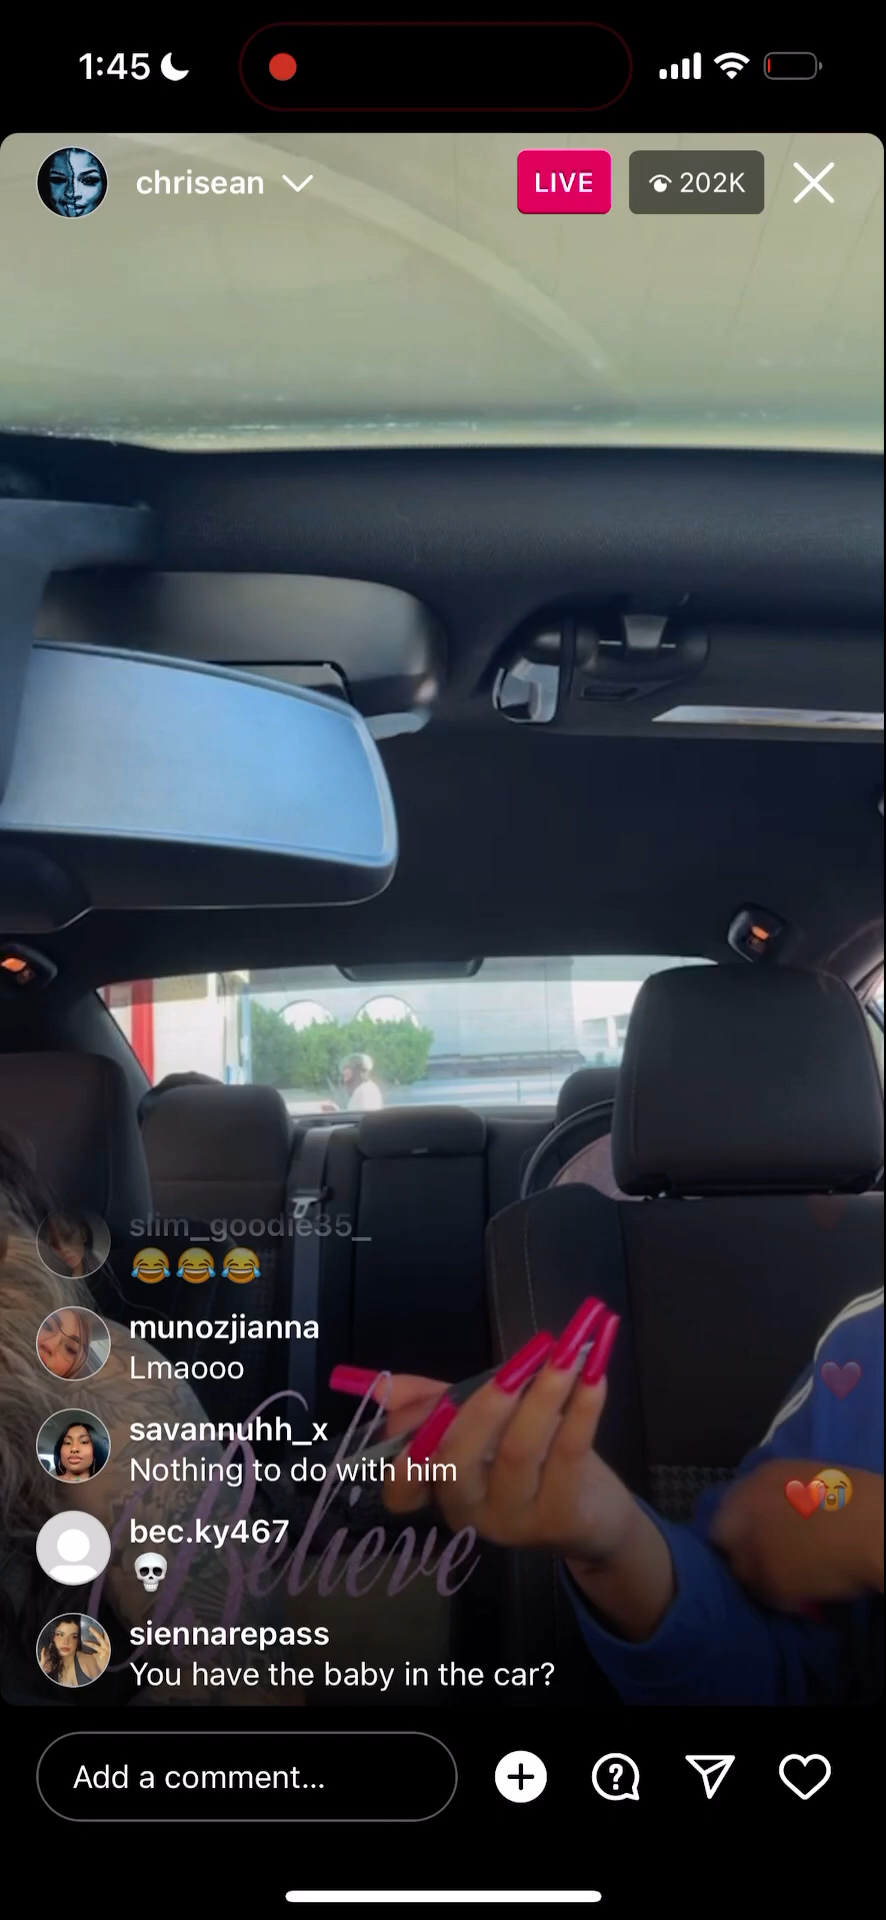 1:45
chrisean
LIVE
202K
slim_goodie35_
😂😂😂
munozjianna
Lmaooo
savannuhh_x
Nothing to do with him
Believe
bec.ky467
💀
siennarepass
You have the baby in the car?
Add a comment...